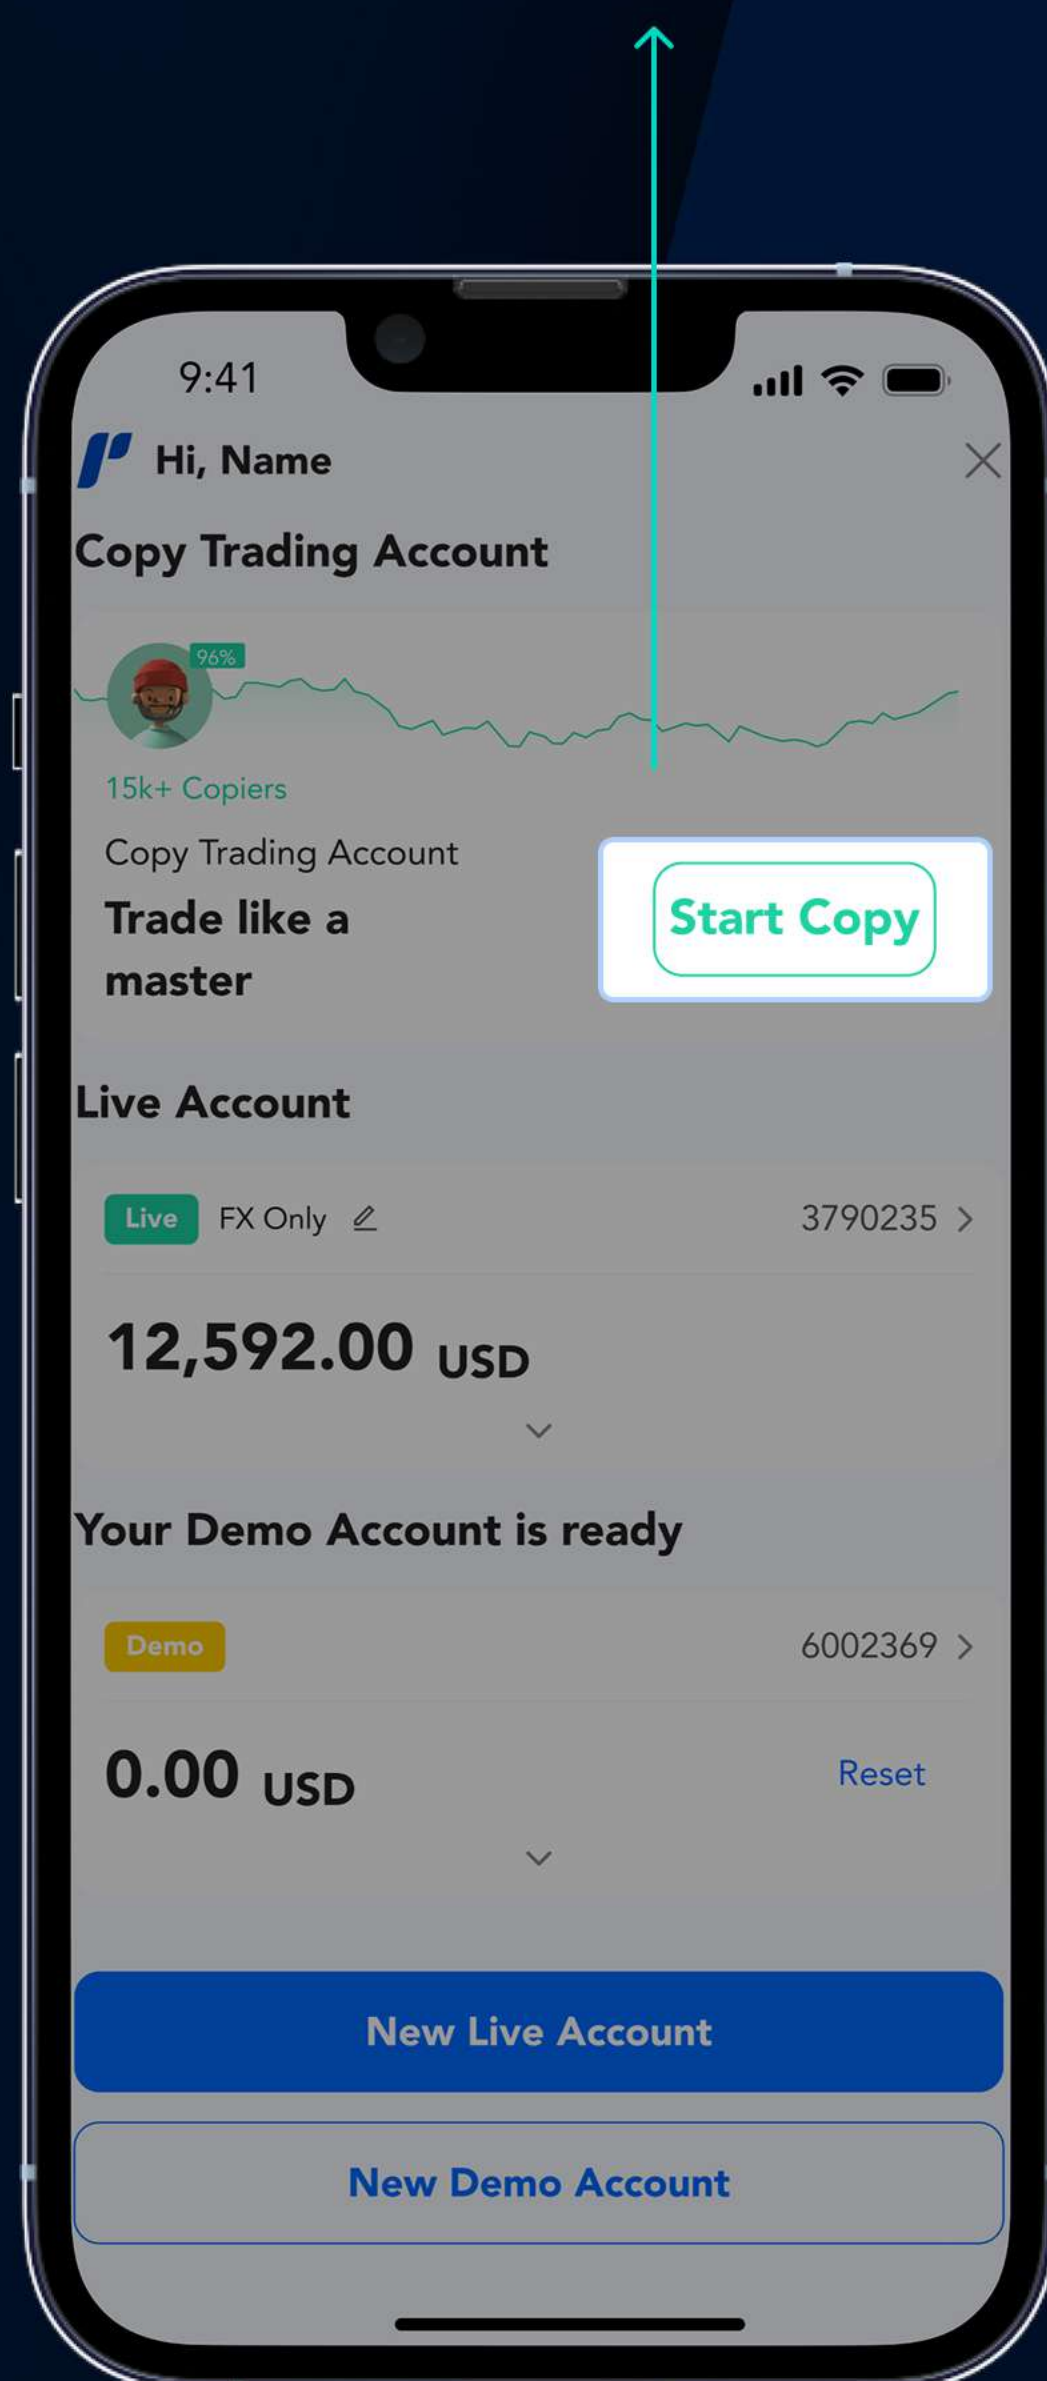 9:41
Hi, Name
Copy Trading Account
96%
15k+ Copiers
Copy Trading Account
Trade like a
master
Start Copy
Live Account
Live FX Only 3790235
12,592.00 USD
Your Demo Account is ready
Demo 6002369
0.00 USD Reset
New Live Account
New Demo Account